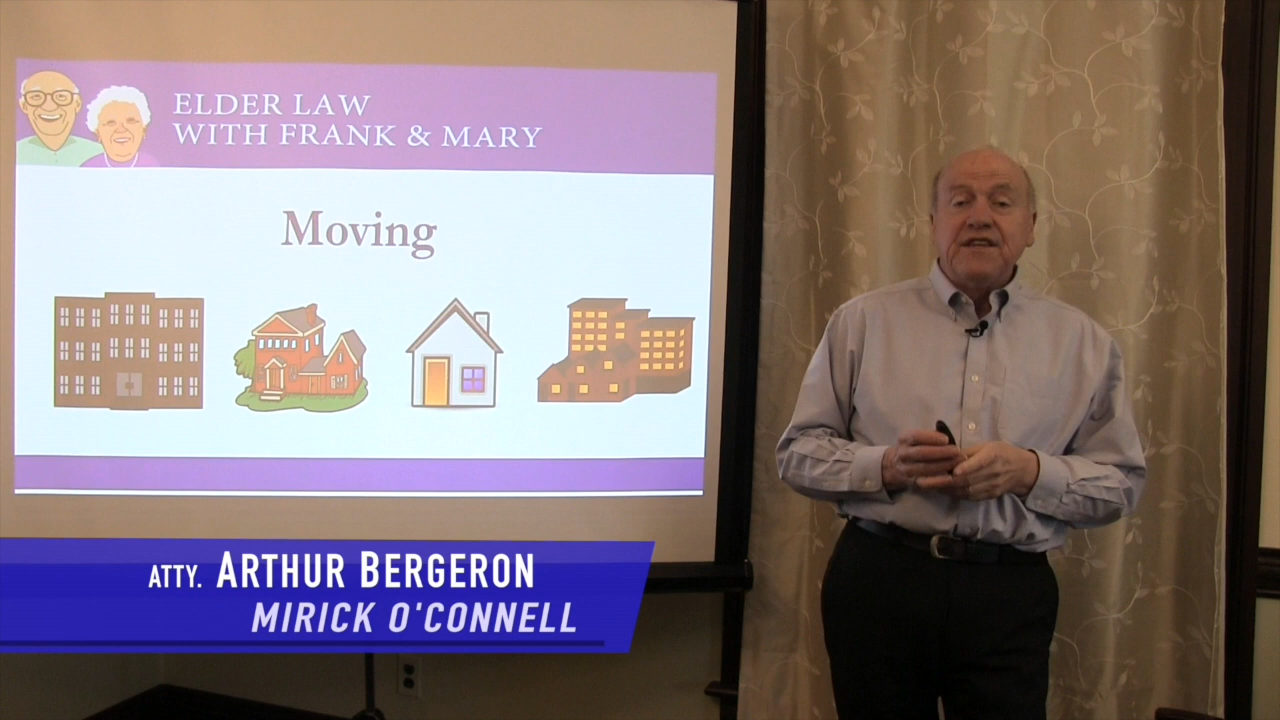 ELDER LAW
WITH FRANK & MARY
Moving
ATTY. ARTHUR BERGERON
MIRICK O'CONNELL